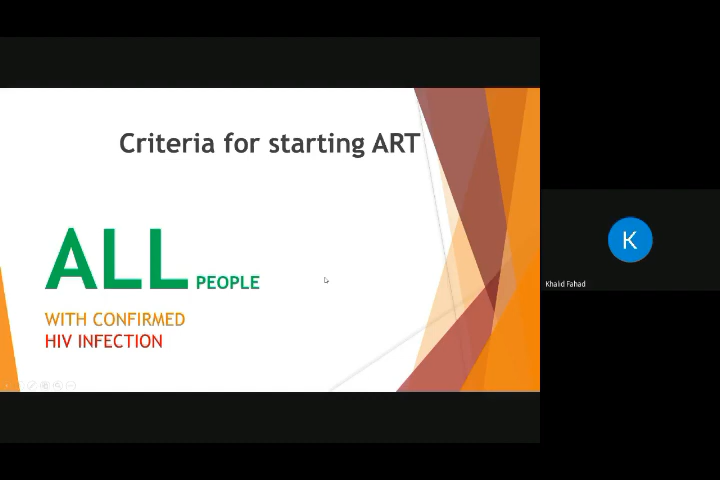 Criteria for starting ART
ALL PEOPLE
WITH CONFIRMED
HIV INFECTION
K
Khalid Fahad